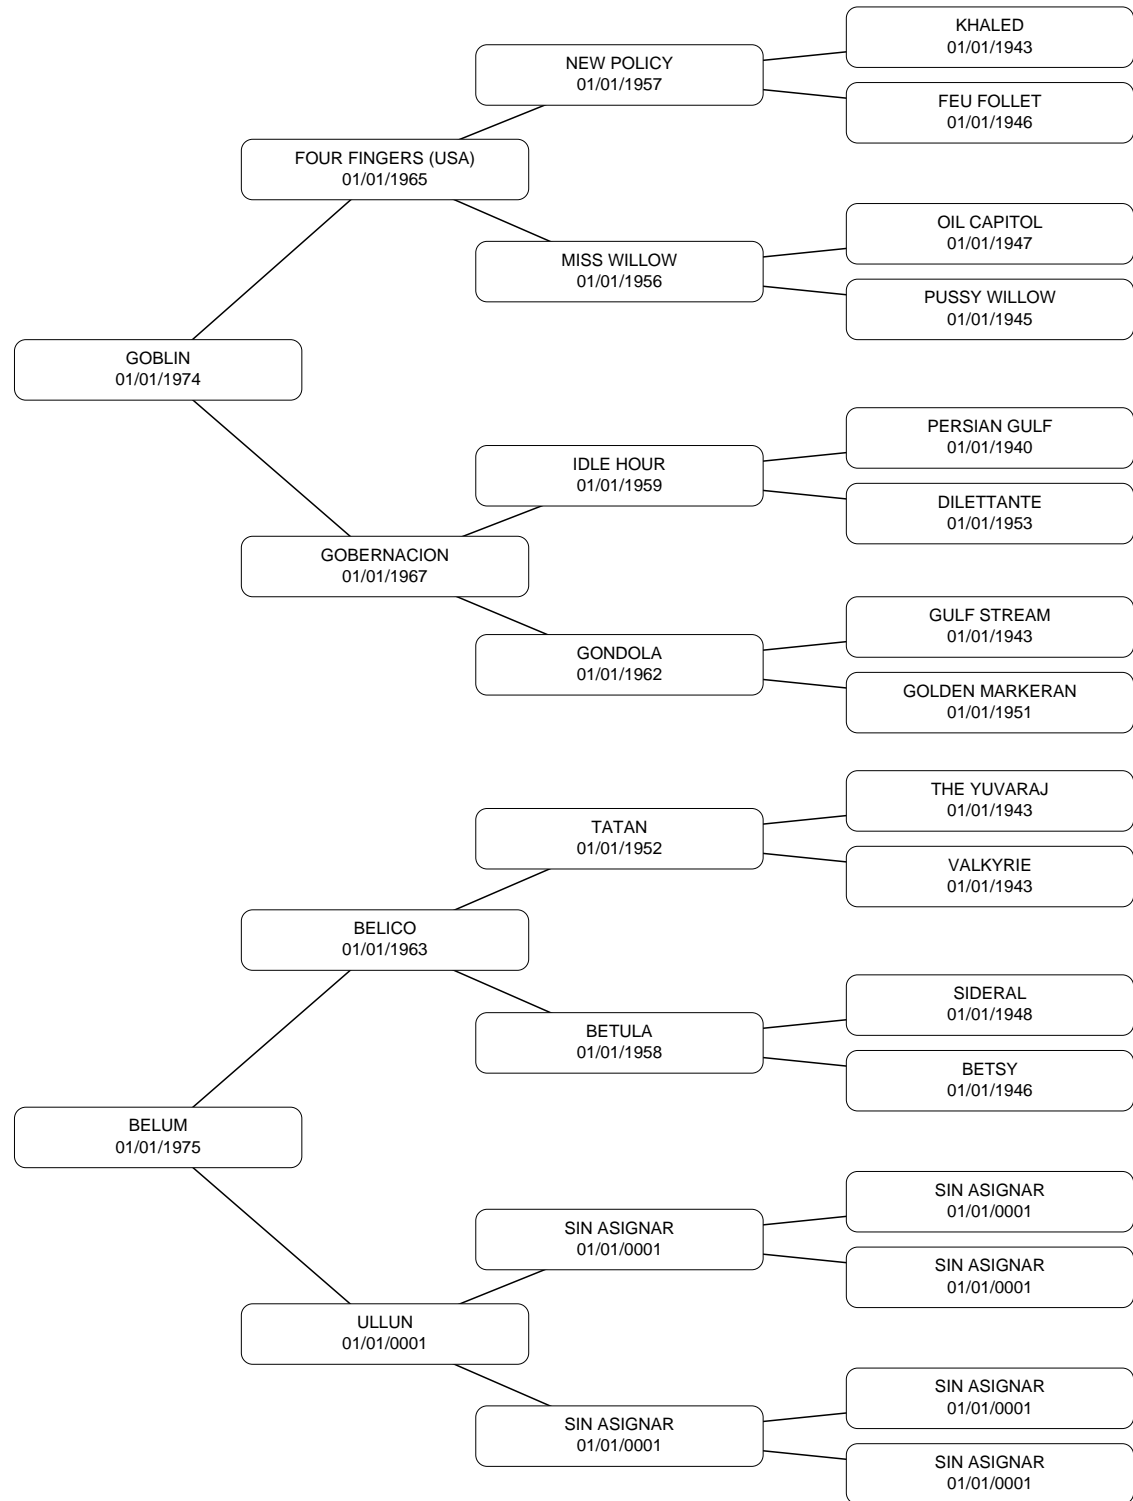 KHALED
01/01/1943
NEW POLICY
01/01/1957
FEU FOLLET
01/01/1946
FOUR FINGERS (USA)
01/01/1965
OIL CAPITOL
01/01/1947
MISS WILLOW
01/01/1956
PUSSY WILLOW
01/01/1945
GOBLIN
01/01/1974
PERSIAN GULF
01/01/1940
IDLE HOUR
01/01/1959
DILETTANTE
01/01/1953
GOBERNACION
01/01/1967
GULF STREAM
01/01/1943
GONDOLA
01/01/1962
GOLDEN MARKERAN
01/01/1951
THE YUVARAJ
01/01/1943
TATAN
01/01/1952
VALKYRIE
01/01/1943
BELICO
01/01/1963
SIDERAL
01/01/1948
BETULA
01/01/1958
BETSY
01/01/1946
BELUM
01/01/1975
SIN ASIGNAR
01/01/0001
SIN ASIGNAR
01/01/0001
SIN ASIGNAR
01/01/0001
ULLUN
01/01/0001
SIN ASIGNAR
01/01/0001
SIN ASIGNAR
01/01/0001
SIN ASIGNAR
01/01/0001